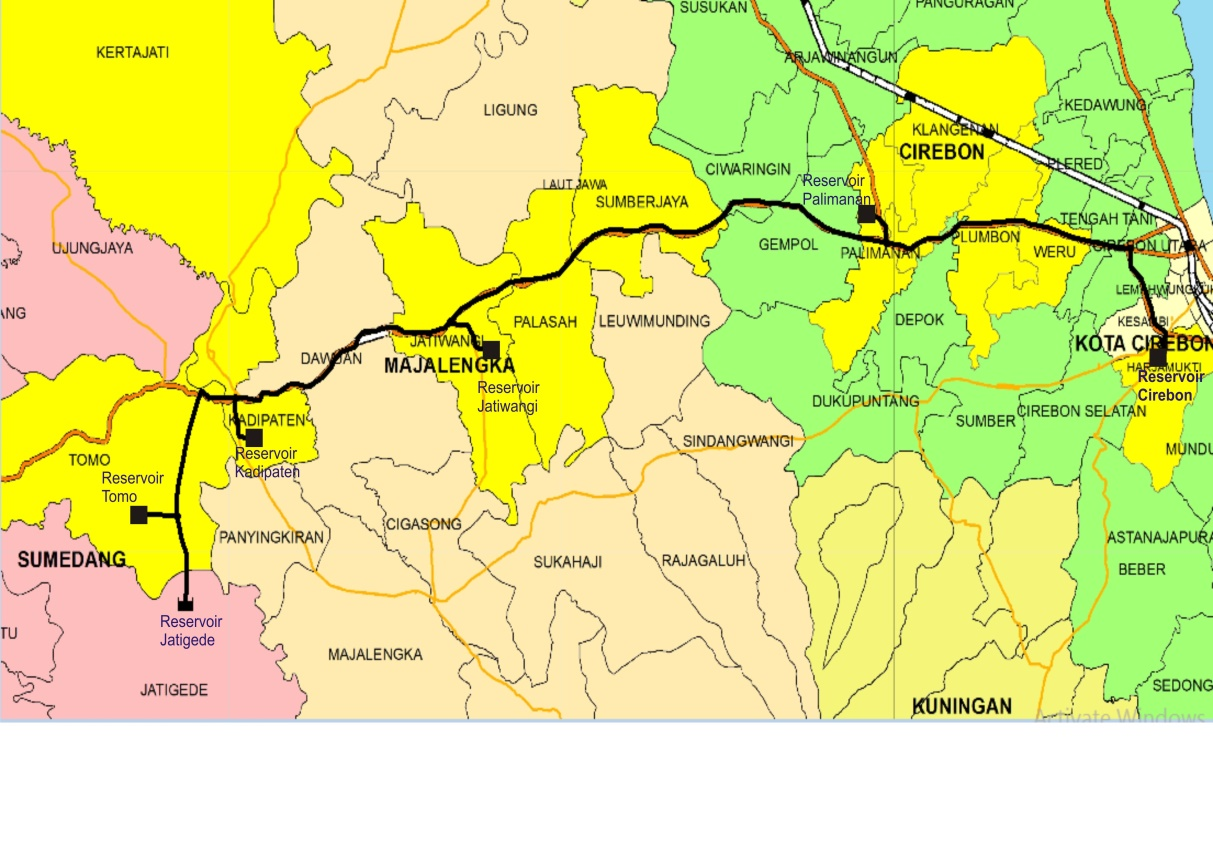 SUSUKAN
PANGURAGAN
KERTAJATI
ARJAWINANGUN
LIGUNG
KEDAWUNG
KLANGENAN
CIREBON
PLERED
CIWARINGIN
Reservoir
Palimanan
LAUT JAWA
SUMBERJAYA
TENGAH TANI
UJUNGJAYA
GEMPOL
PALIMANAN
PLUMBON
WERU
CIREBON UTARA
ANG
PALASAH
LEUWIMUNDING
DEPOK
KESAMBI
DAWUAN
JATIWANGI
MAJALENGKA
KOTA CIREBON
HARJAMUKTI
Reservoir
Cirebon
Reservoir
Jatiwangi
DUKUPUNTANG
SUMBER
CIREBON SELATAN
KADIPATEN
SINDANGWANGI
MUNDU
Reservoir
Kadipaten
TOMO
Reservoir
Tomo
PANYINGKIRAN
CIGASONG
ASTANAJAPURA
SUMEDANG
SUKAHAJI
RAJAGALUH
BEBER
Reservoir
Jatigede
TU
MAJALENGKA
JATIGEDE
SEDONG
KUNINGAN
Activate Windows